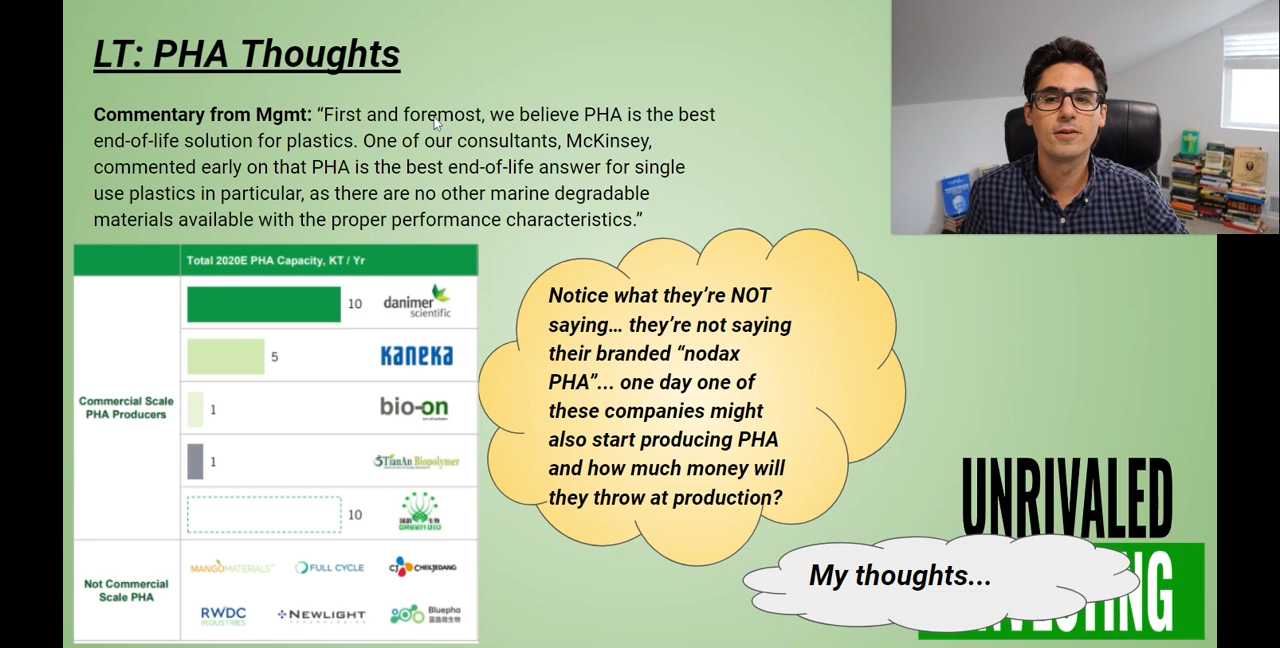 LT: PHA Thoughts
Commentary from Mgmt: “First and foremost, we believe PHA is the best
end-of-life solution for plastics. One of our consultants, McKinsey,
commented early on that PHA is the best end-of-life answer for single
use plastics in particular, as there are no other marine degradable
materials available with the proper performance characteristics.”
Total 2020E PHA Capacity, KT / Yr
Commercial Scale
PHA Producers
10 danimer
scientific
5 Kaneka
1 bio-on
1 TianAn Biopolymer
10 GREEN BIO
Not Commercial
Scale PHA
MANGO MATERIALS FULL CYCLE CJ CHEILJEDANG
RWDC
INDUSTRIES
NEWLIGHT
Bluepha
Notice what they’re NOT
saying… they’re not saying
their branded “nodax
PHA”... one day one of
these companies might
also start producing PHA
and how much money will
they throw at production?
UNRIVALED
My thoughts...